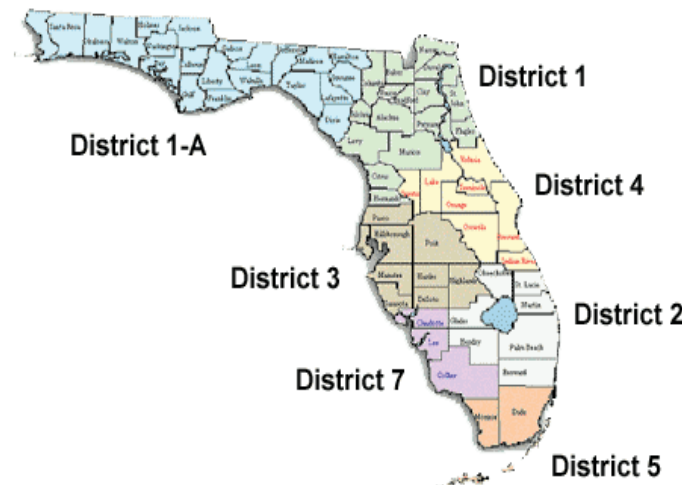 Santa Rosa
Okaloosa
Walton
Holmes
Jackson
Washington
Bay
Calhoun
Gulf
Liberty
Franklin
Gadsden
Leon
Wakulla
Jefferson
Madison
Taylor
Hamilton
Suwannee
Lafayette
Dixie
Baker
Nassau
Duval
Clay
Bradford
Union
St.
Johns
Putnam
Alachua
Flagler
Levy
Marion
District 1
District 1-A
Volusia
Citrus
Lake
Seminole
Orange
Hernando
Sumter
District 4
Pasco
Osceola
Brevard
Hillsborough
Polk
Indian River
District 3
Manatee
Hardee
Highlands
Okeechobee
St. Lucie
Sarasota
DeSoto
Martin
District 2
Charlotte
Glades
Lee
Hendry
Palm Beach
District 7
Collier
Broward
Monroe
Dade
District 5